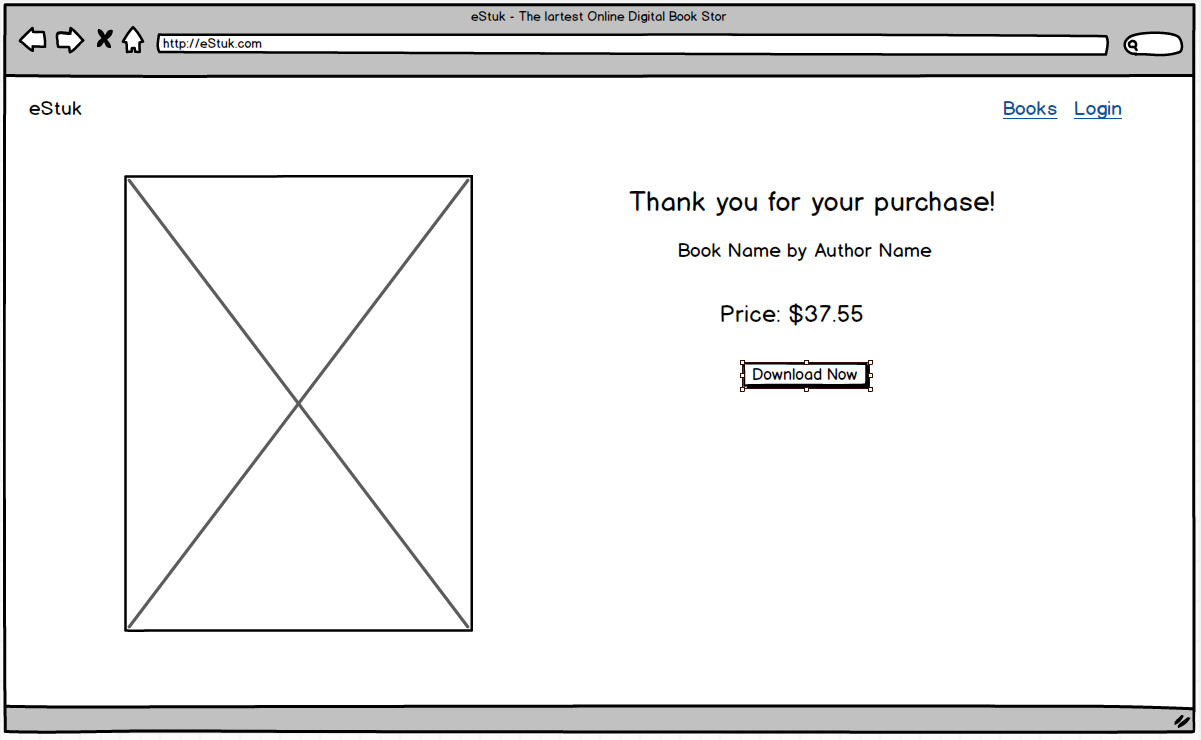 eStuk - The lartest Online Digital Book Stor
http://eStuk.com
eStuk
Books Login
Thank you for your purchase!
Book Name by Author Name
Price: $37.55
Download Now